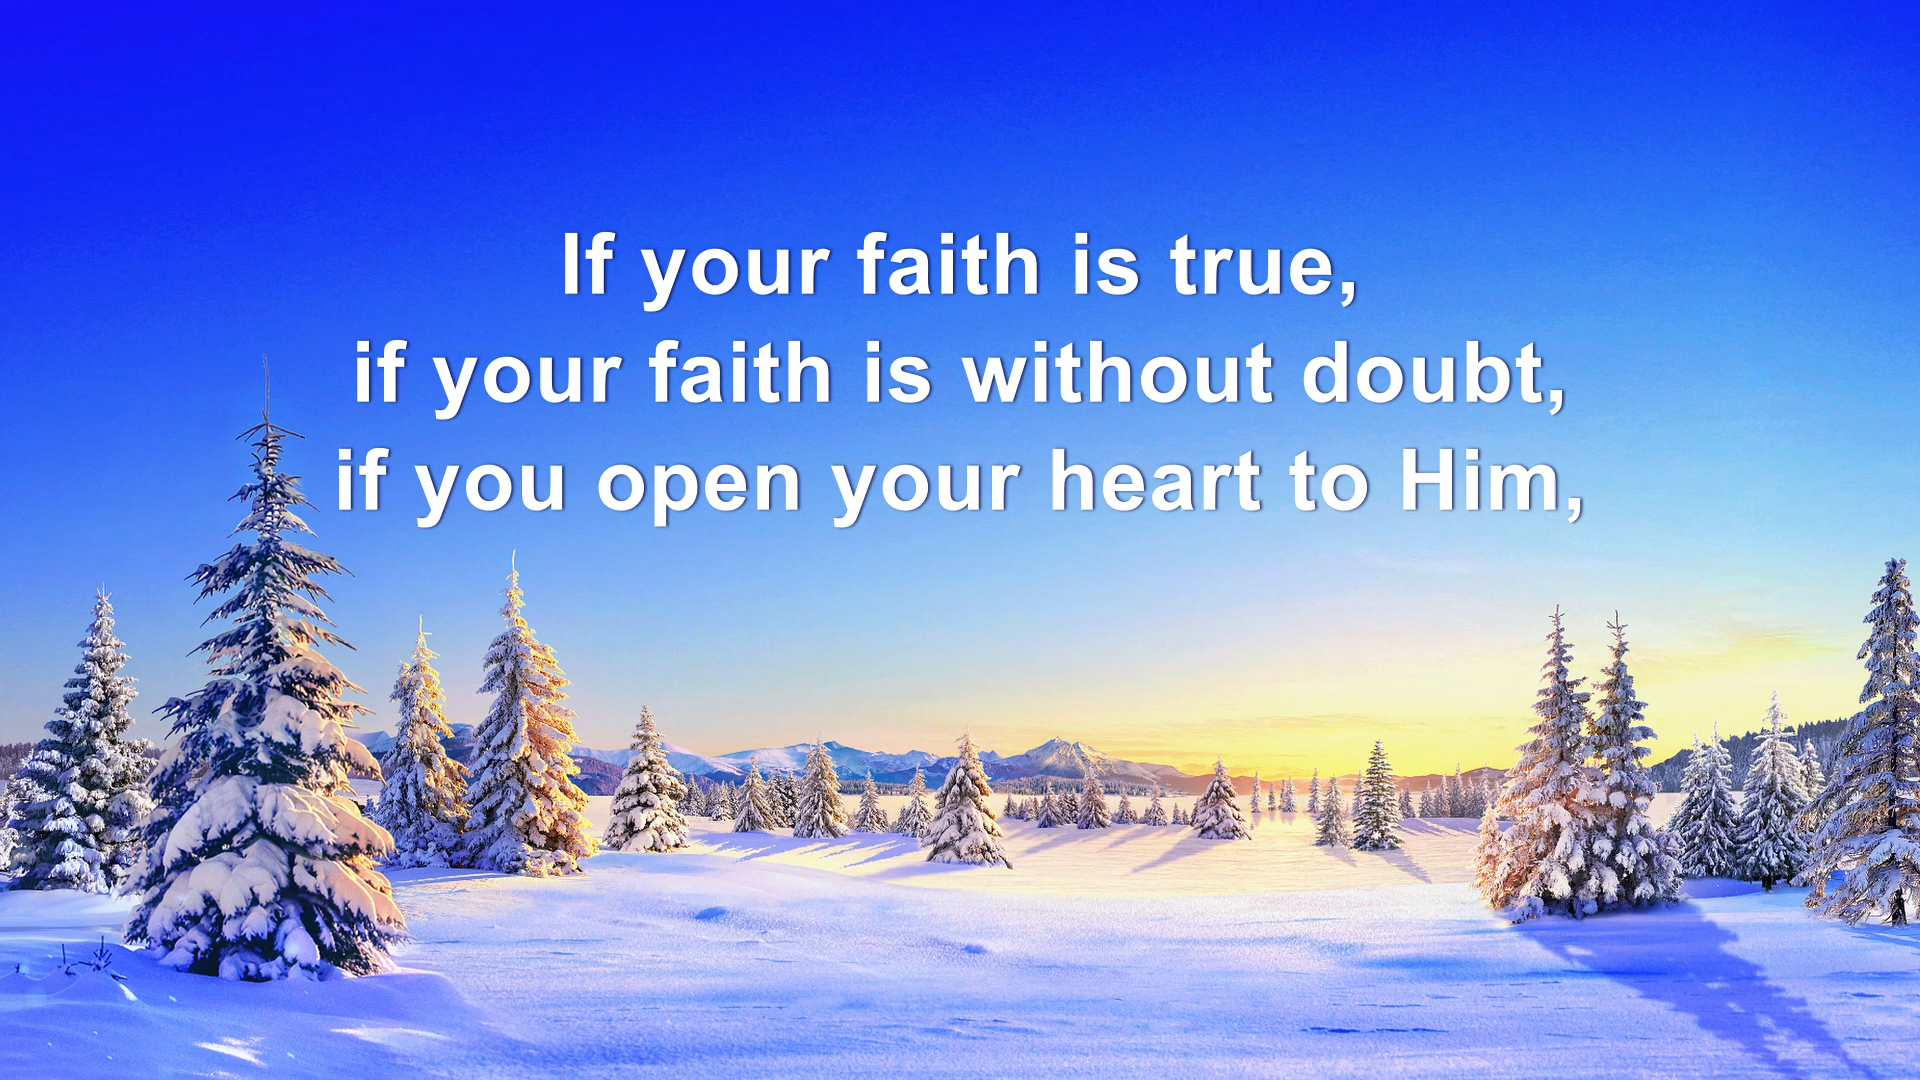 If your faith is true,
if your faith is without doubt,
if you open your heart to Him,